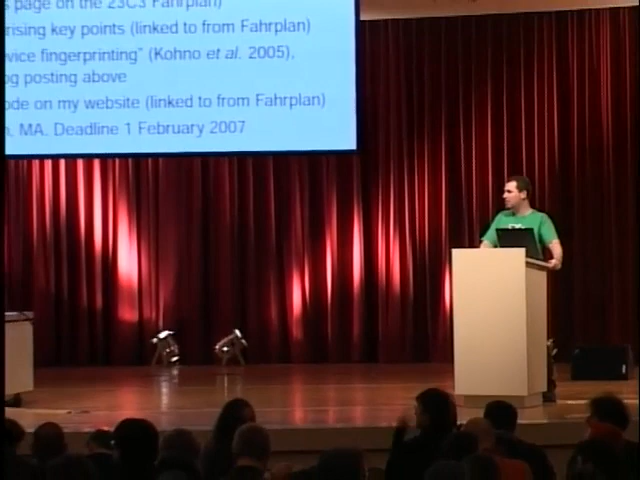 s page on the 23C3 Fahrplan)
rising key points (linked to from Fahrplan)
vice fingerprinting" (Kohno et al. 2005),
og posting above
ode on my website (linked to from Fahrplan)
, MA. Deadline 1 February 2007